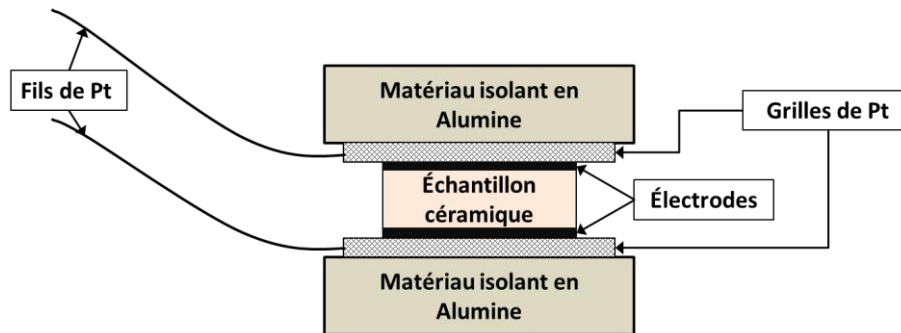 Fils de Pt
Matériau isolant en
Alumine
Grilles de Pt
Échantillon
céramique
Électrodes
Matériau isolant en
Alumine